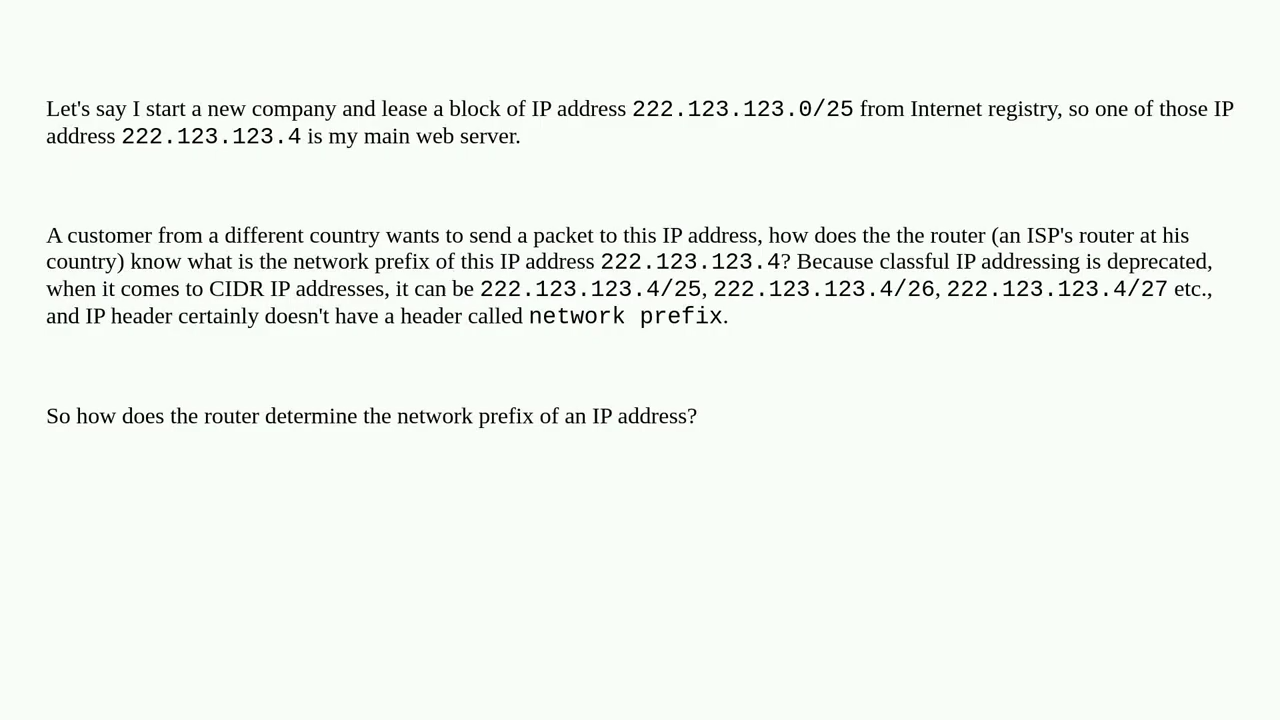 Let's say I start a new company and lease a block of IP address 222.123.123.0/25 from Internet registry, so one of those IP
address 222.123.123.4 is my main web server.
A customer from a different country wants to send a packet to this IP address, how does the the router (an ISP's router at his
country) know what is the network prefix of this IP address 222.123.123.4? Because classful IP addressing is deprecated,
when it comes to CIDR IP addresses, it can be 222.123.123.4/25, 222.123.123.4/26, 222.123.123.4/27 etc.,
and IP header certainly doesn't have a header called network prefix.
So how does the router determine the network prefix of an IP address?